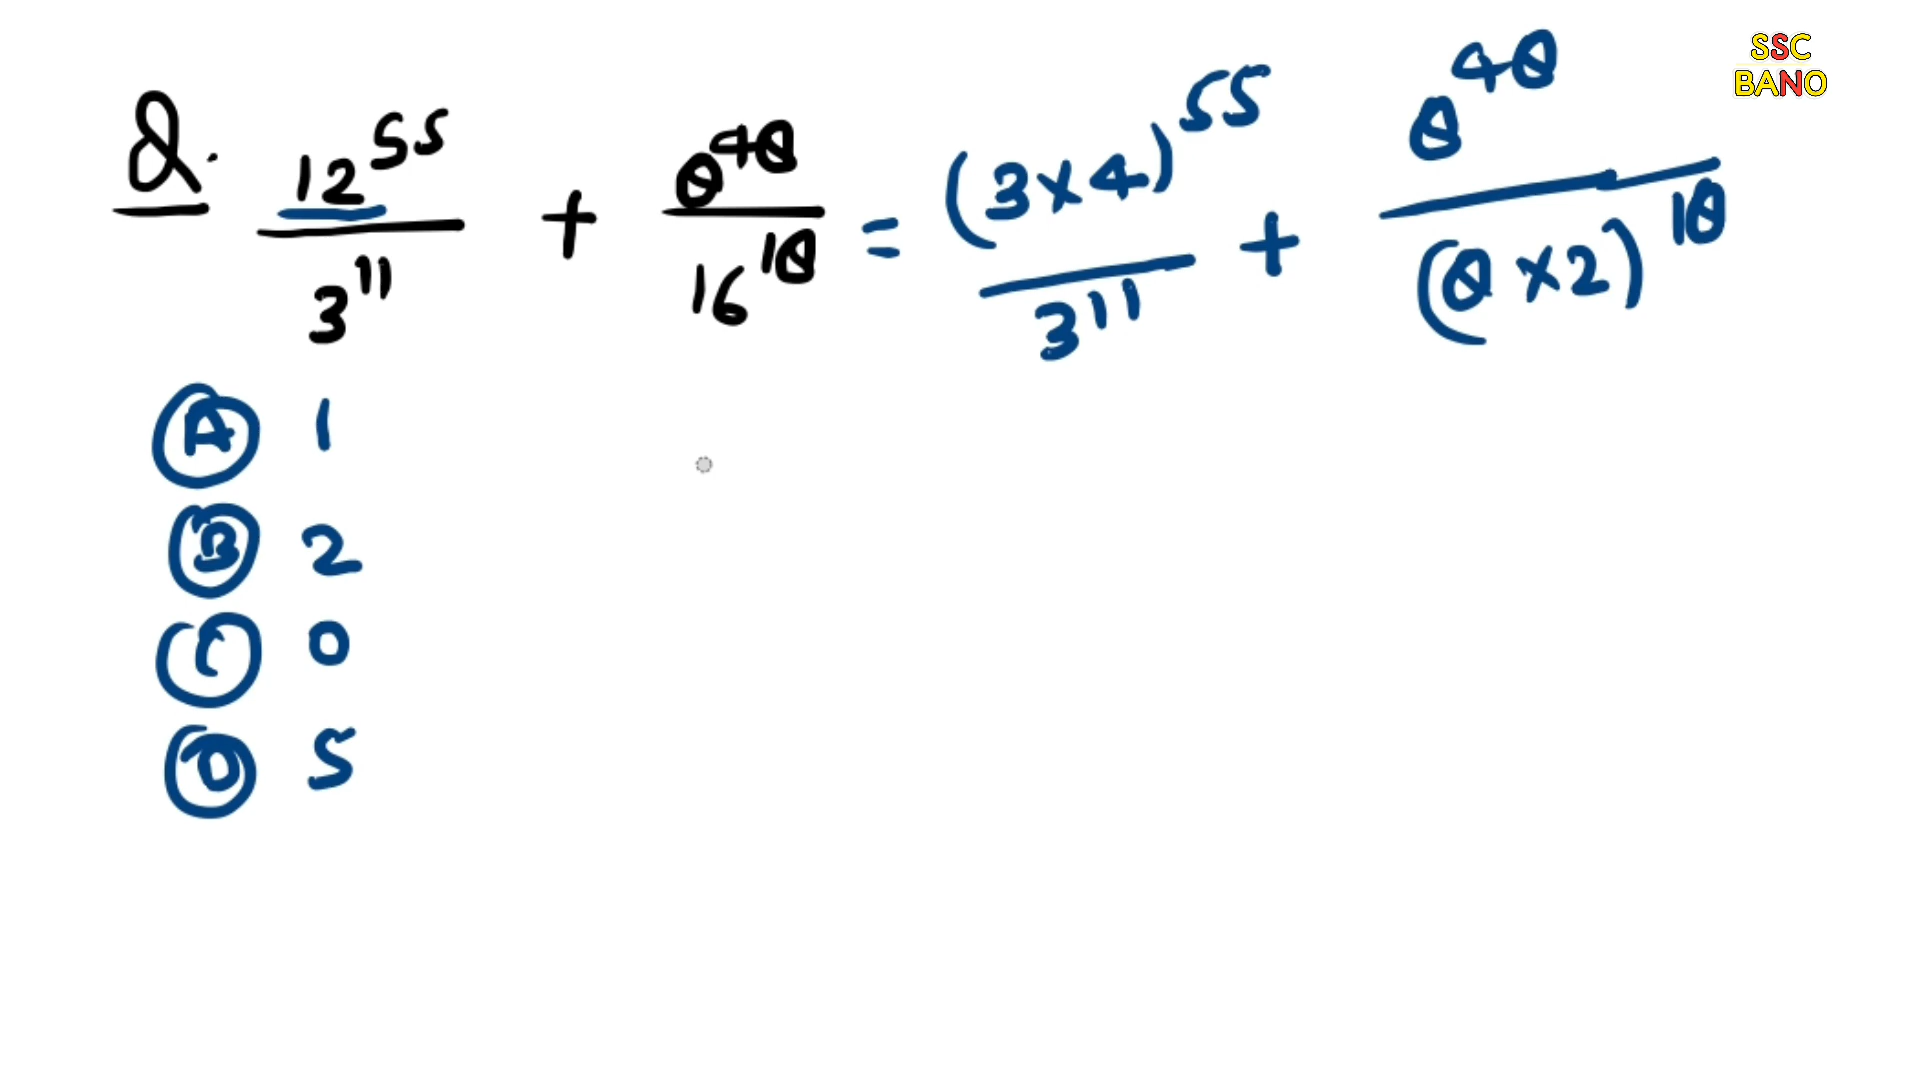 SSC
BANO
Q. 12^55/3^11 + 8^48/16^18 = (3×4)^55/3^11 + 8^48/(8×2)^18
A 1
B 2
C 0
D 5